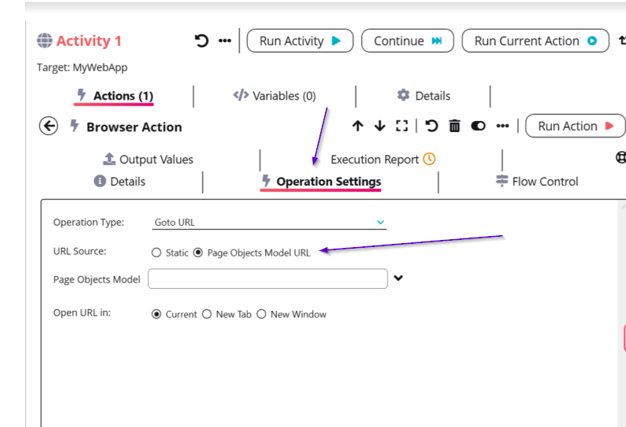 Activity 1 Run Activity Continue Run Current Action
Target: MyWebApp
Actions (1) </> Variables (0) Details
Browser Action Run Action
Output Values Execution Report
Details Operation Settings Flow Control
Operation Type: Goto URL
URL Source: Static Page Objects Model URL
Page Objects Model
Open URL in: Current New Tab New Window